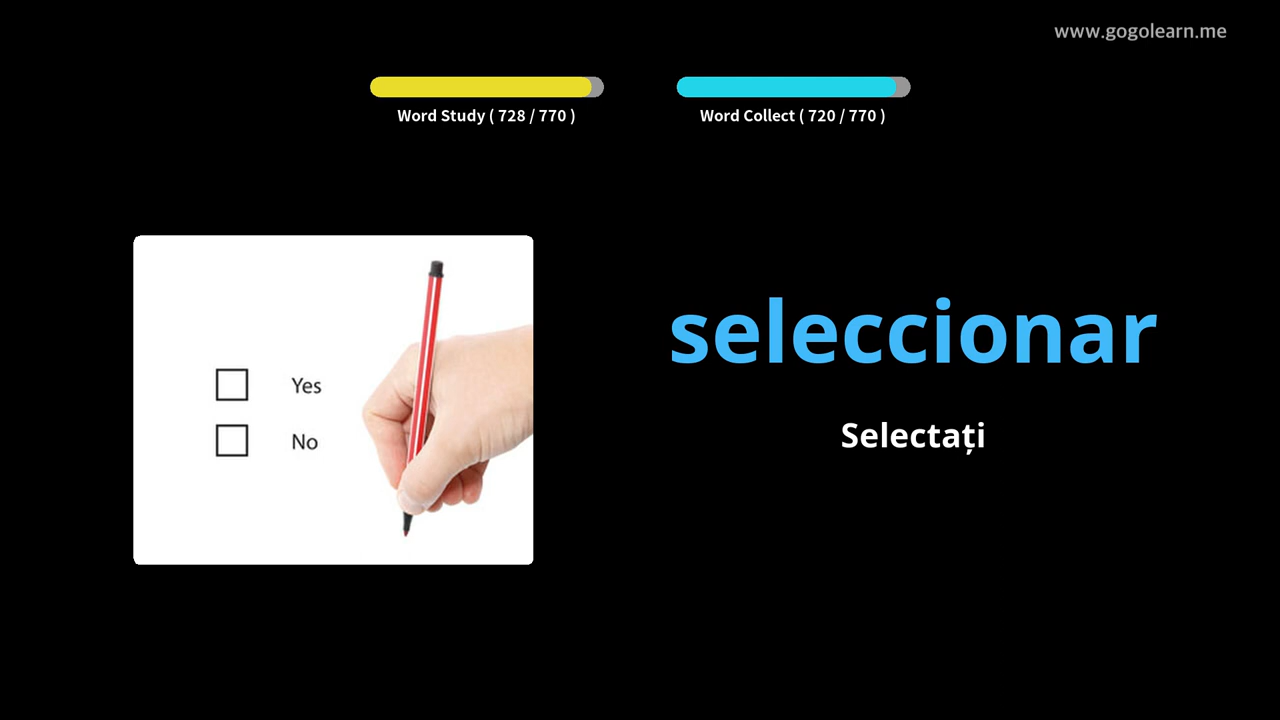 www.gogolearn.me
Word Study ( 728 / 770 )
Word Collect ( 720 / 770 )
Yes
No
seleccionar
Selectați